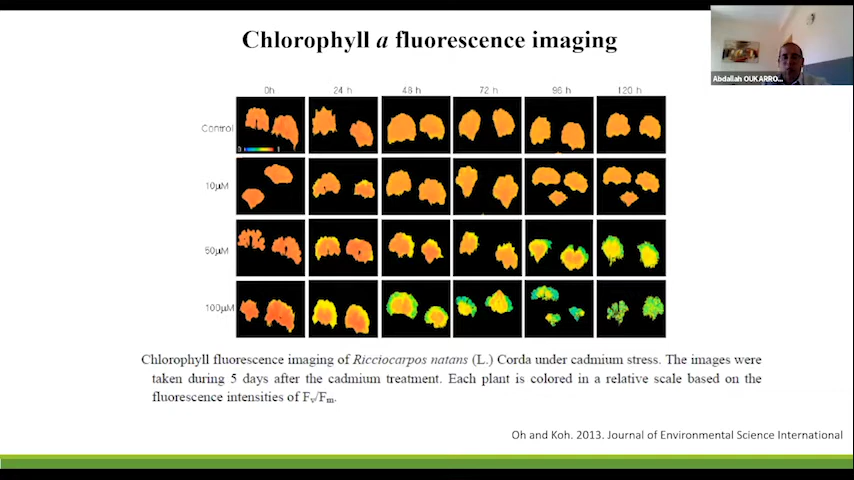 Chlorophyll a fluorescence imaging
Abdallah OUKARRO...
0h 24 h 48 h 72 h 96 h 120 h
Control
0 1
10μM
50μM
100μM
Chlorophyll fluorescence imaging of Ricciocarpos natans (L.) Corda under cadmium stress. The images were
taken during 5 days after the cadmium treatment. Each plant is colored in a relative scale based on the
fluorescence intensities of Fv/Fm.
Oh and Koh. 2013. Journal of Environmental Science International